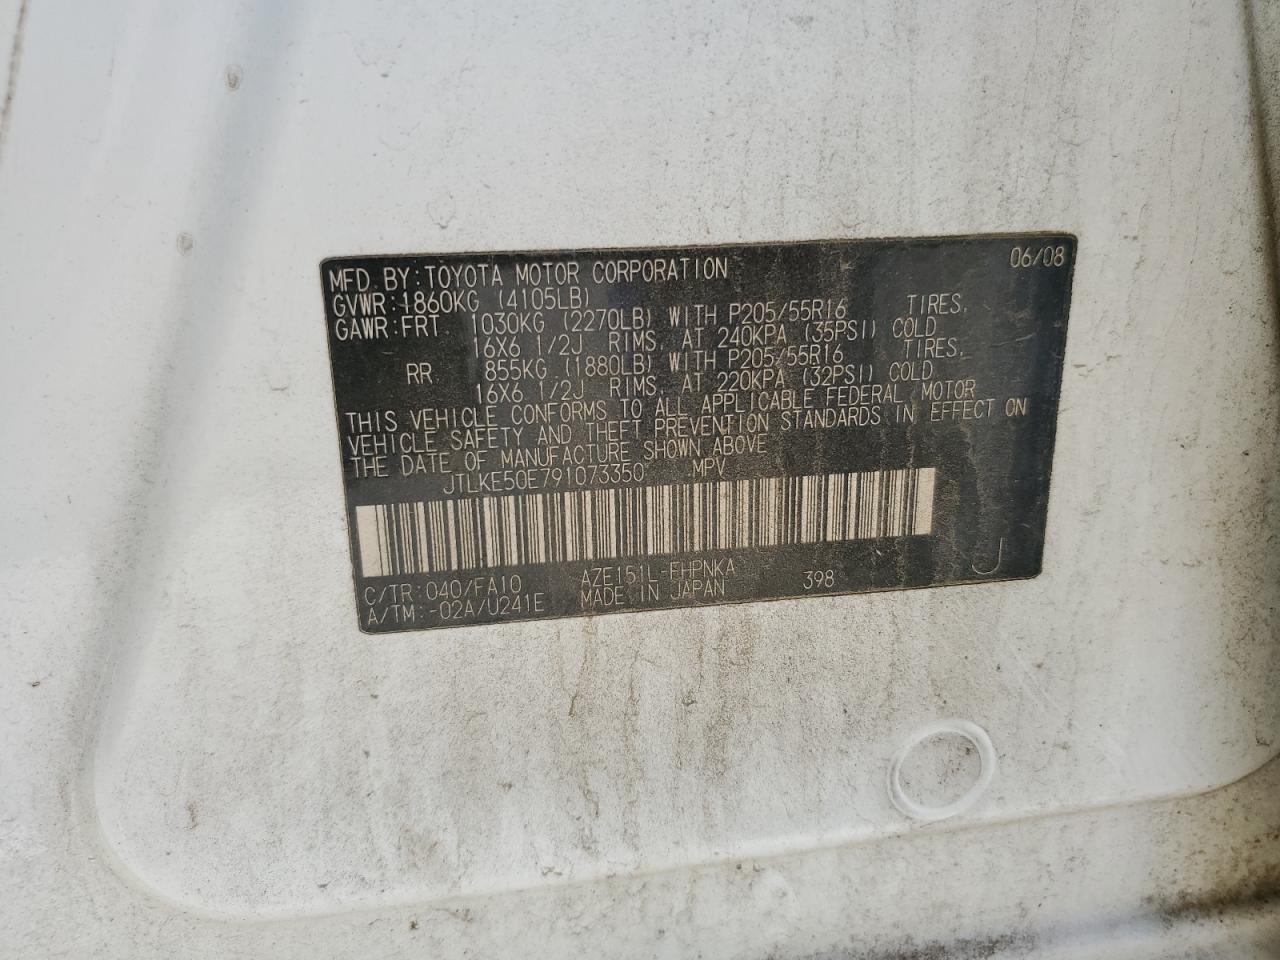 MFD.BY:TOYOTA MOTOR CORPORATION 06/08
GVWR:1860KG (4105LB)
GAWR:FRT 1030KG (2270LB) WITH P205/55R16 TIRES,
16X6 1/2J RIMS, AT 240KPA (35PSI) COLD
RR 855KG (1880LB) WITH P205/55R16 TIRES,
16X6 1/2J RIMS, AT 220KPA (32PSI) COLD
THIS VEHICLE CONFORMS TO ALL APPLICABLE FEDERAL MOTOR
VEHICLE SAFETY AND THEFT PREVENTION STANDARDS IN EFFECT ON
THE DATE OF MANUFACTURE SHOWN ABOVE
JTLKE50E791073350 MPV
C/TR:040/FA10 AZE151L-FHPNKA 398 J
A/TM:-02A/U241E MADE IN JAPAN